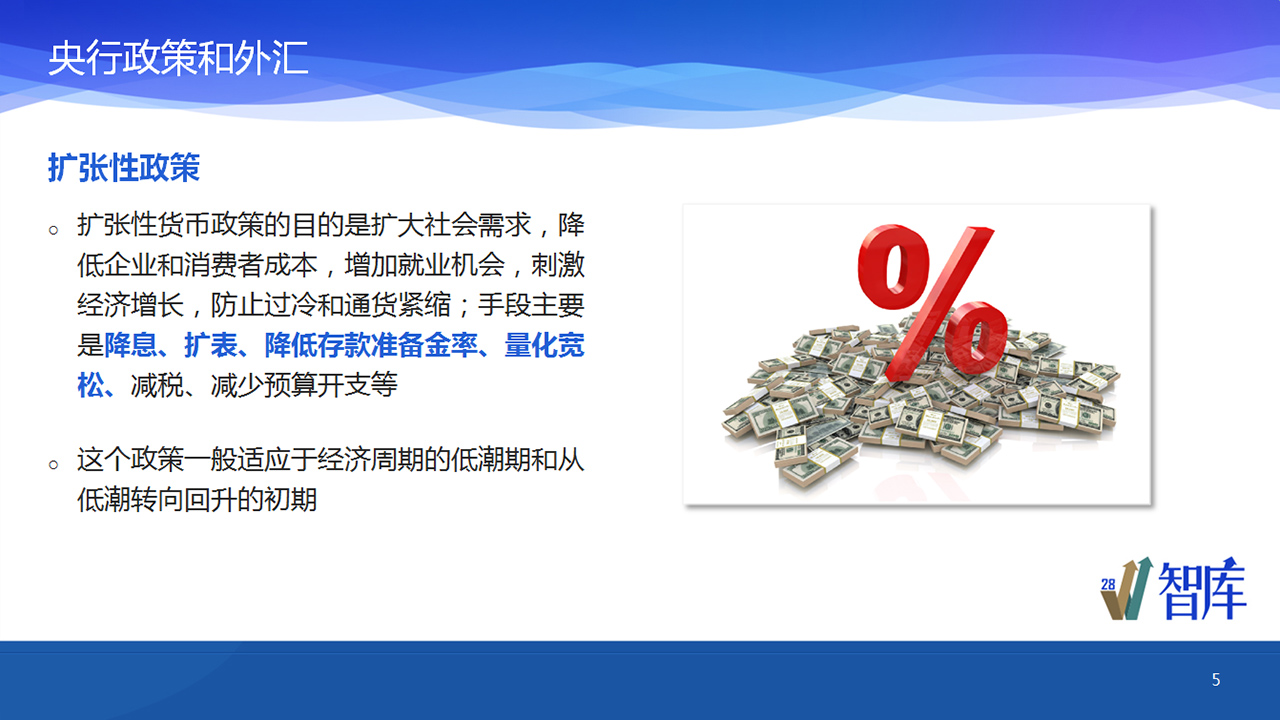 央行政策和外汇
扩张性政策
。扩张性货币政策的目的是扩大社会需求，降
低企业和消费者成本，增加就业机会，刺激
经济增长，防止过冷和通货紧缩；手段主要
是降息、扩表、降低存款准备金率、量化宽
松、减税、减少预算开支等
。这个政策一般适应于经济周期的低潮期和从
低潮转向回升的初期
%
28
智库
5